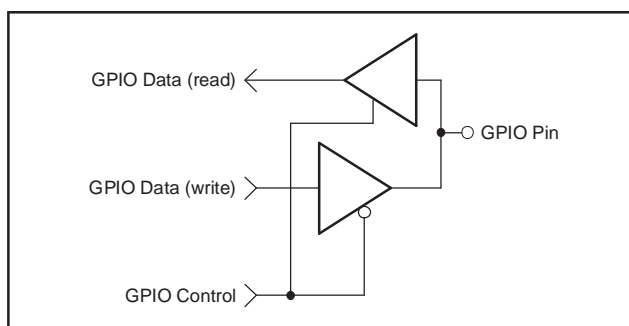 GPIO Data (read)
GPIO Pin
GPIO Data (write)
GPIO Control